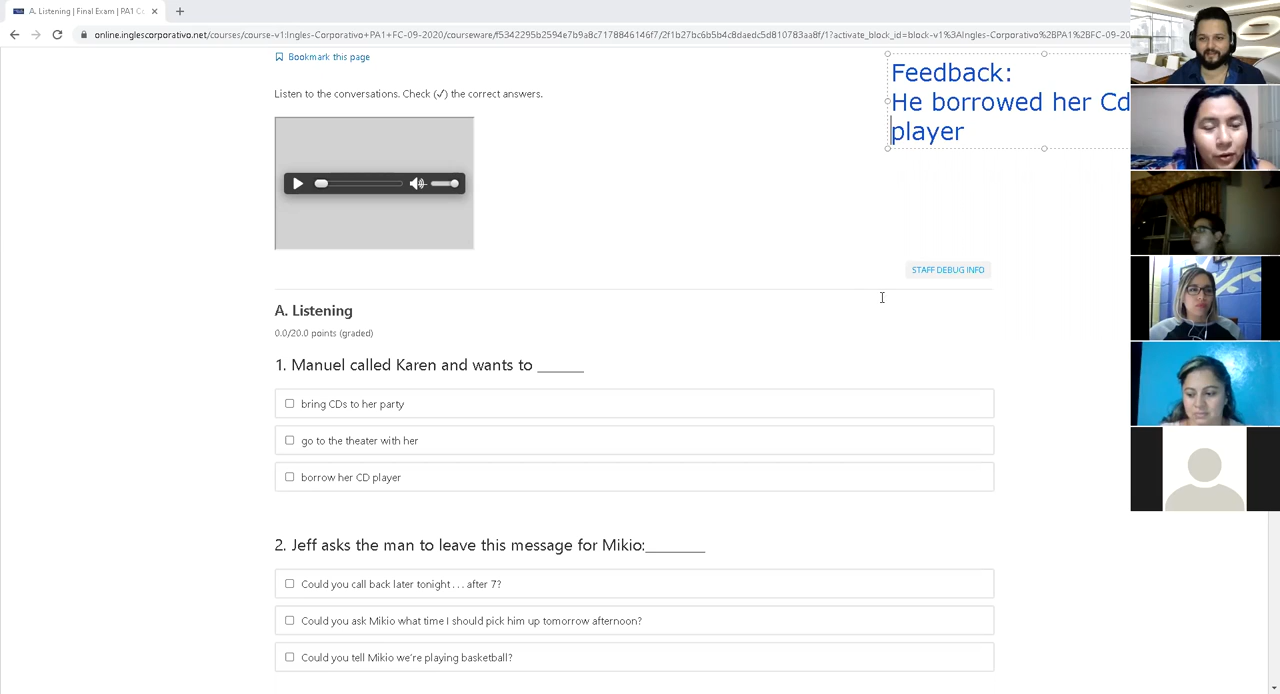 A. Listening | Final Exam | PA1 C
online.inglescorporativo.net/courses/course-v1:Ingles-Corporativo+PA1+FC-09-2020/courseware
Bookmark this page
Listen to the conversations. Check (✓) the correct answers.
Feedback:
He borrowed her Cd
player
STAFF DEBUG INFO
A. Listening
0.0/20.0 points (graded)
1. Manuel called Karen and wants to ______
bring CDs to her party
go to the theater with her
borrow her CD player
2. Jeff asks the man to leave this message for Mikio:_______
Could you call back later tonight . . . after 7?
Could you ask Mikio what time I should pick him up tomorrow afternoon?
Could you tell Mikio we're playing basketball?